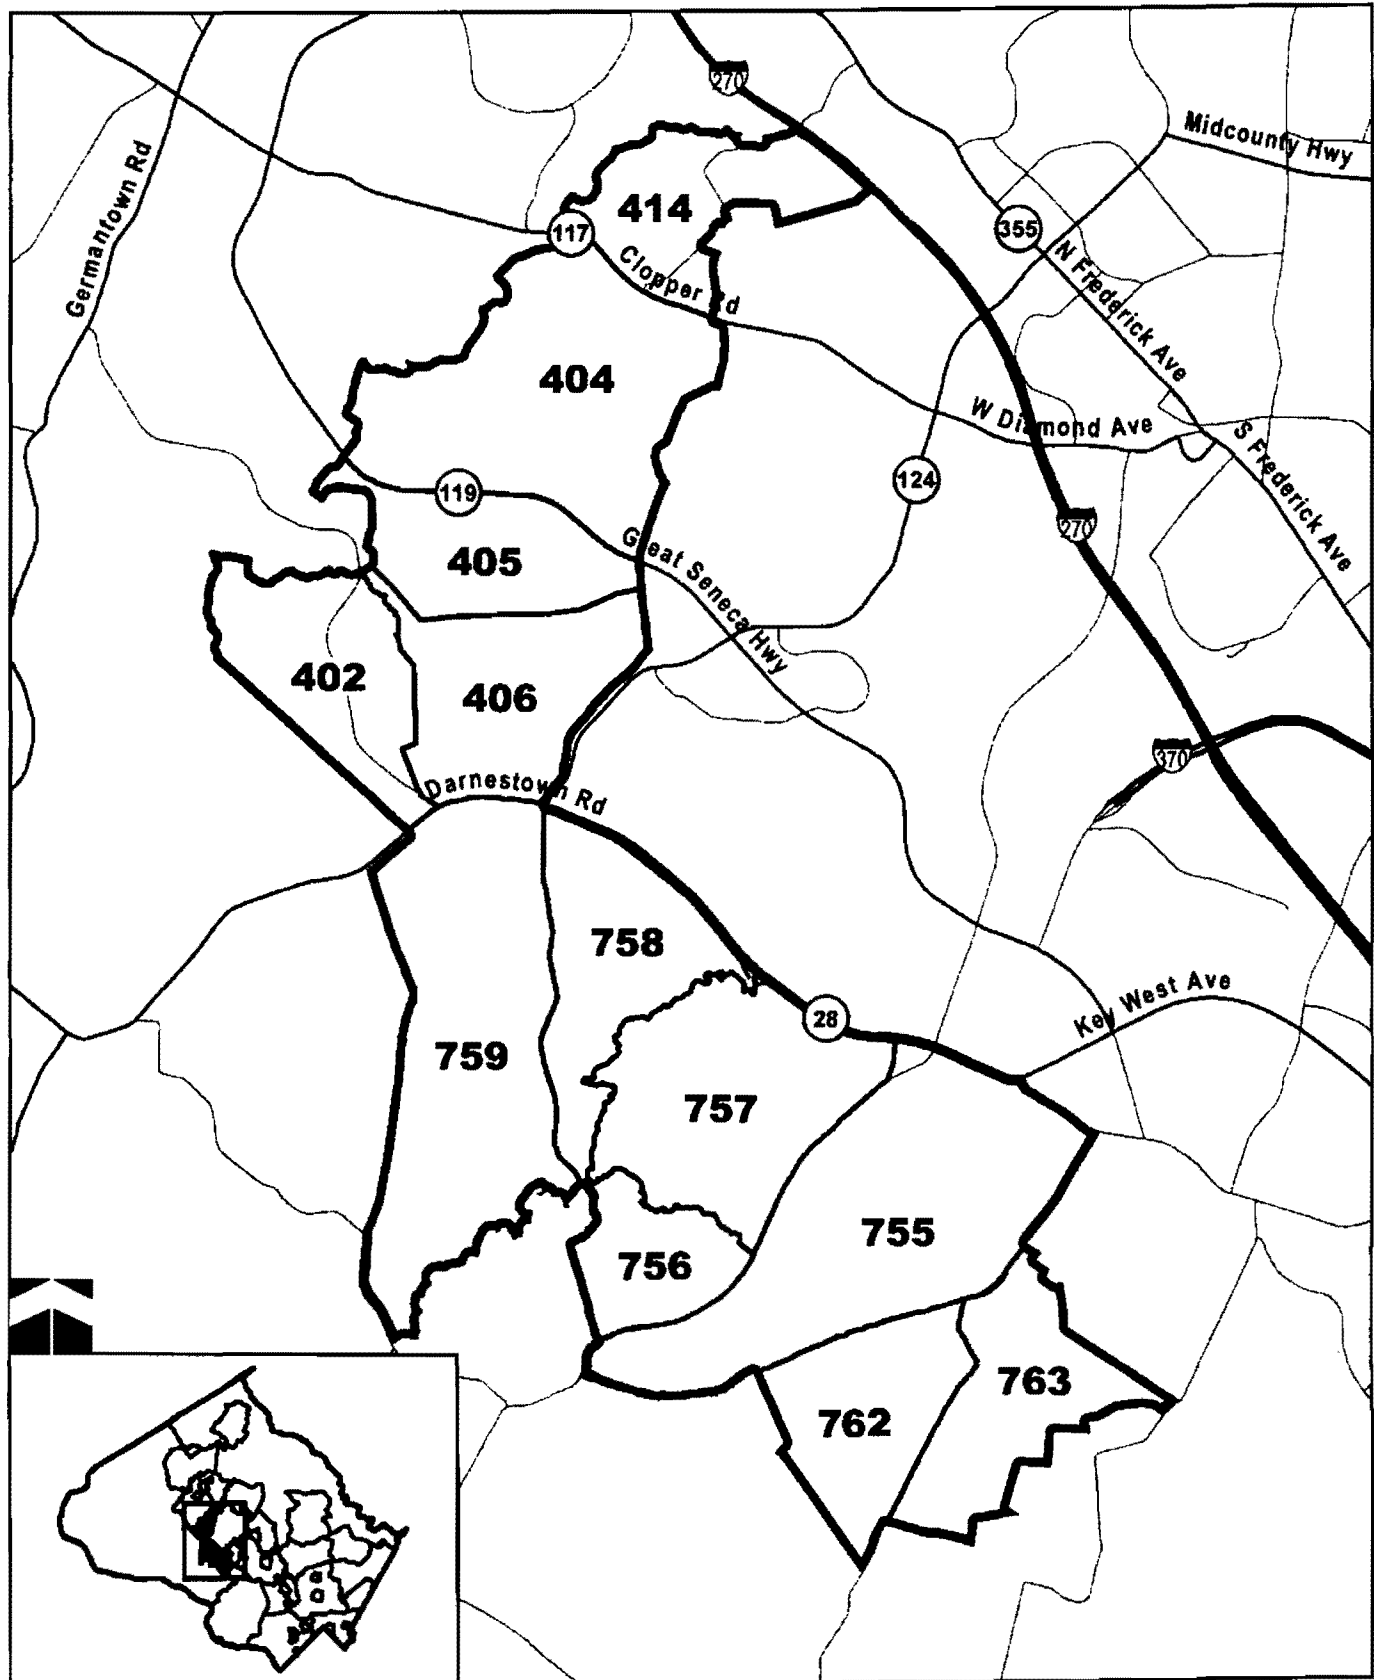 270
Midcounty Hwy
Germantown Rd
414
117
355
Clopper Rd
N Frederick Ave
404
W Diamond Ave
S Frederick Ave
124
119
270
Great Seneca Hwy
405
402
406
370
Darnestown Rd
758
28
Key West Ave
759
757
755
756
763
762